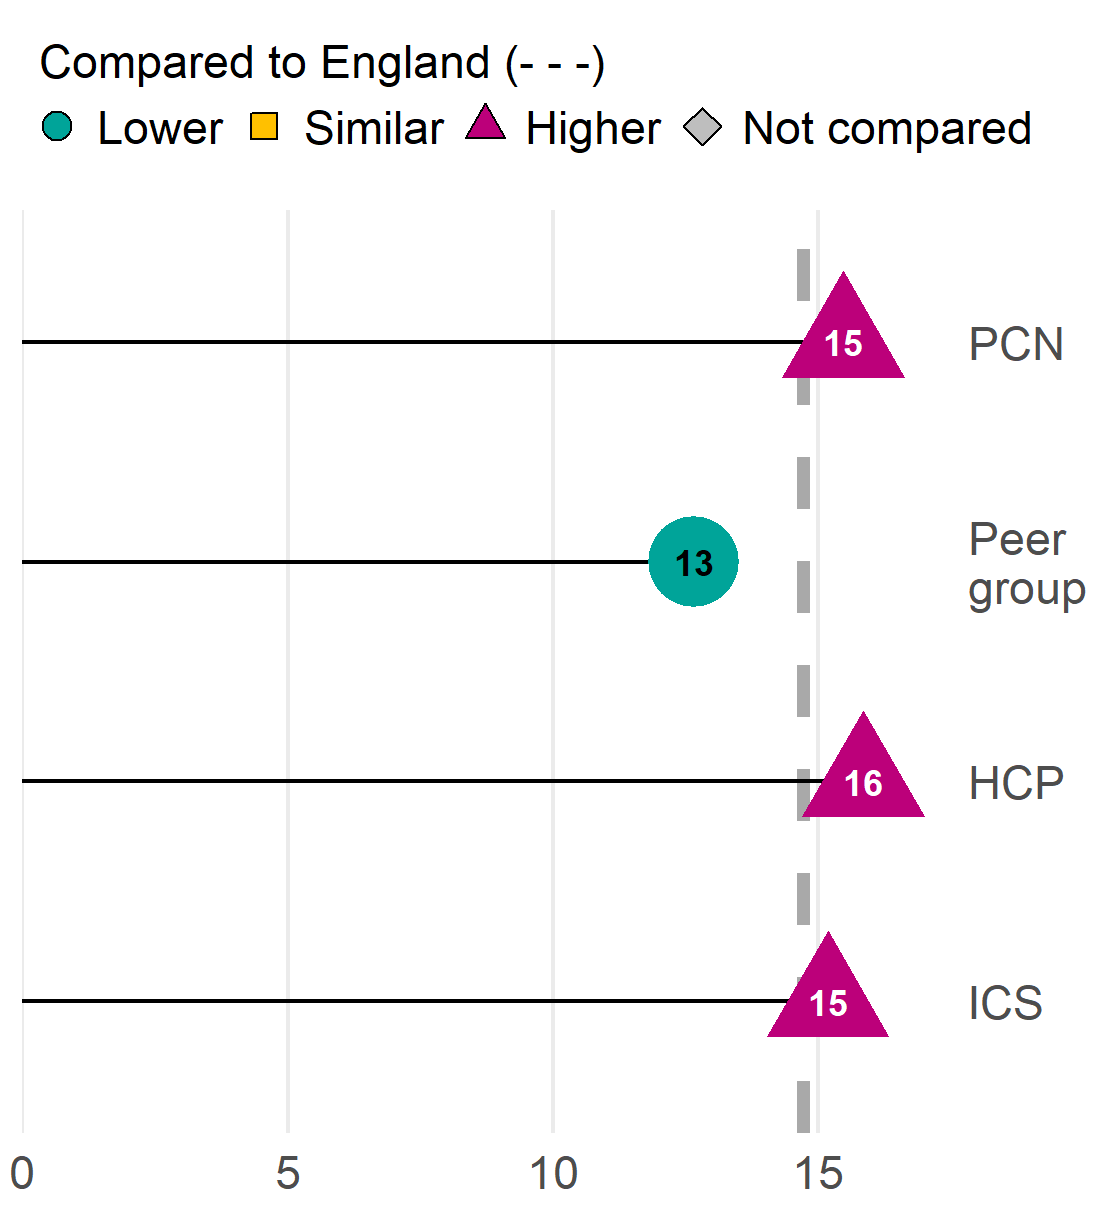 Compared to England (- - -)
Lower Similar Higher Not compared
15 PCN
13 Peer
group
16 HCP
15 ICS
0 5 10 15